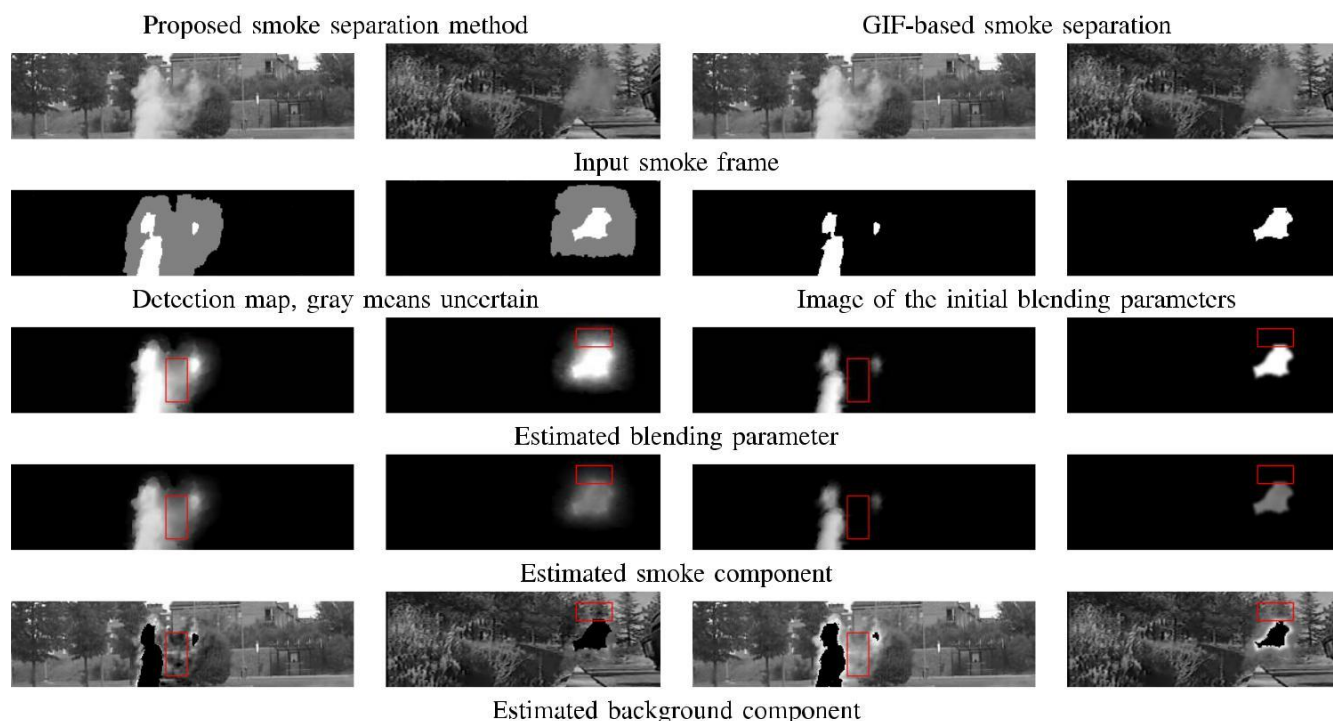 Proposed smoke separation method
GIF-based smoke separation
Input smoke frame
Detection map, gray means uncertain
Image of the initial blending parameters
Estimated blending parameter
Estimated smoke component
Estimated background component